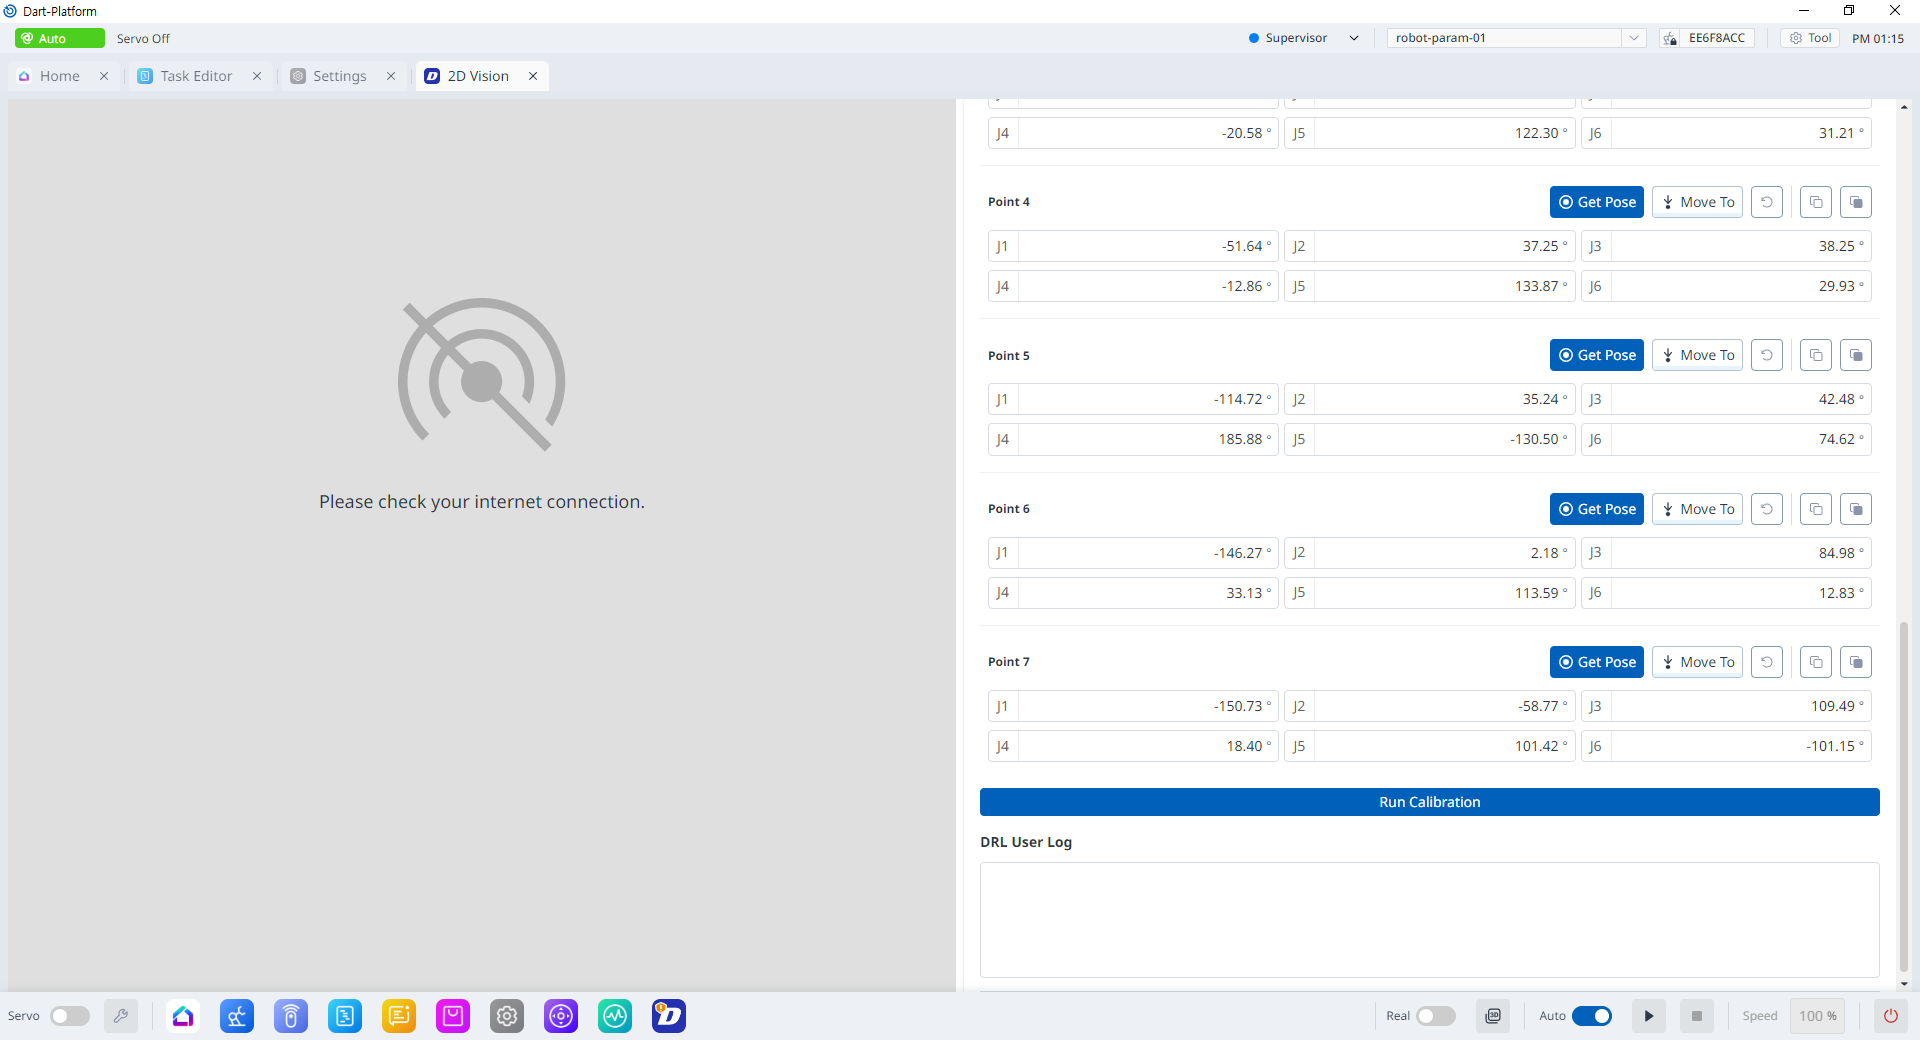 Dart-Platform
Auto
Servo Off
Supervisor
robot-param-01
EE6F8ACC
Tool
PM 01:15
Home
Task Editor
Settings
2D Vision
Please check your internet connection.
J4 -20.58 ° J5 122.30 ° J6 31.21 °
Point 4 Get Pose Move To
J1 -51.64 ° J2 37.25 ° J3 38.25 °
J4 -12.86 ° J5 133.87 ° J6 29.93 °
Point 5 Get Pose Move To
J1 -114.72 ° J2 35.24 ° J3 42.48 °
J4 185.88 ° J5 -130.50 ° J6 74.62 °
Point 6 Get Pose Move To
J1 -146.27 ° J2 2.18 ° J3 84.98 °
J4 33.13 ° J5 113.59 ° J6 12.83 °
Point 7 Get Pose Move To
J1 -150.73 ° J2 -58.77 ° J3 109.49 °
J4 18.40 ° J5 101.42 ° J6 -101.15 °
Run Calibration
DRL User Log
Servo
Real
3D
Auto
Speed
100 %